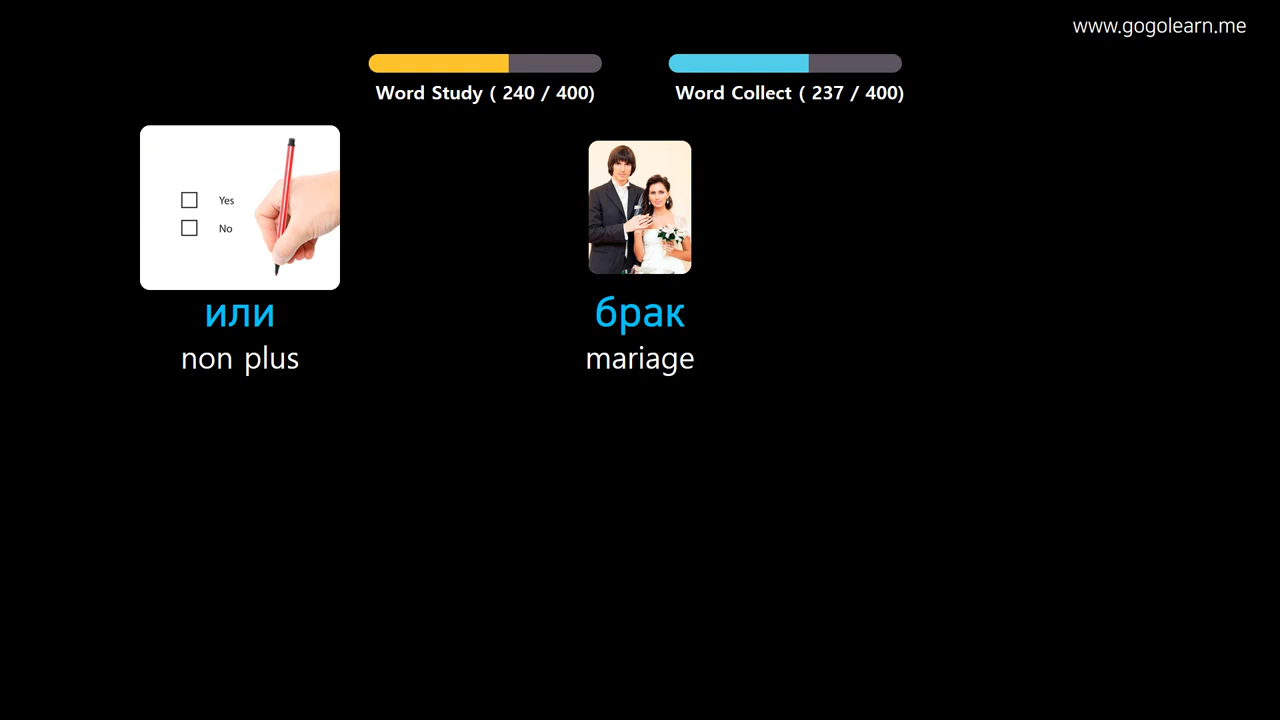 www.gogolearn.me
Word Study ( 240 / 400)
Word Collect ( 237 / 400)
Yes
No
или
non plus
брак
mariage